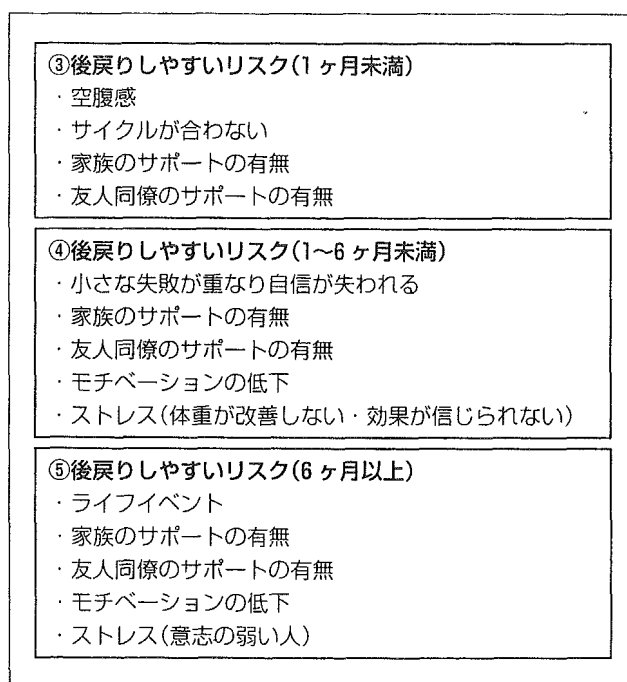 ③後戻りしやすいリスク(1ヶ月未満)
・空腹感
・サイクルが合わない
・家族のサポートの有無
・友人同僚のサポートの有無
④後戻りしやすいリスク(1～6ヶ月未満)
・小さな失敗が重なり自信が失われる
・家族のサポートの有無
・友人同僚のサポートの有無
・モチベーションの低下
・ストレス(体重が改善しない・効果が信じられない)
⑤後戻りしやすいリスク(6ヶ月以上)
・ライフイベント
・家族のサポートの有無
・友人同僚のサポートの有無
・モチベーションの低下
・ストレス(意志の弱い人)